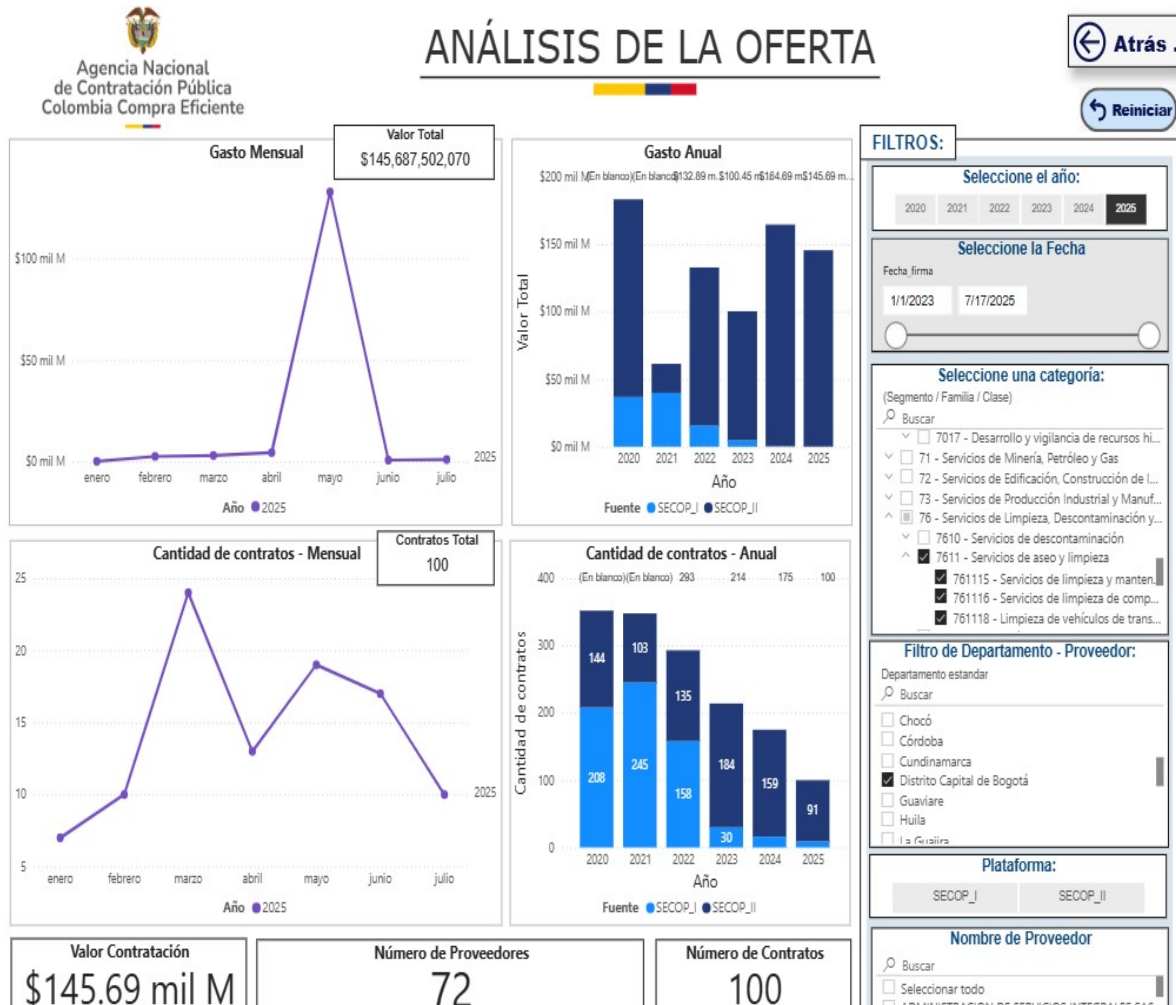 Agencia Nacional
de Contratación Pública
Colombia Compra Eficiente
ANÁLISIS DE LA OFERTA
Atrás .
Reiniciar
Gasto Mensual
Valor Total
$145,687,502,070
$100 mil M
$50 mil M
$0 mil M
enero febrero marzo abril mayo junio julio
2025
Año 2025
Gasto Anual
(En blanco) (En blanco) $132.89 m... $100.45 m... $164.69 m... $145.69 m...
$200 mil M
$150 mil M
$100 mil M
$50 mil M
$0 mil M
Valor Total
2020 2021 2022 2023 2024 2025
Año
Fuente SECOP_I SECOP_II
FILTROS:
Seleccione el año:
2020 2021 2022 2023 2024 2025
Seleccione la Fecha
Fecha_firma
1/1/2023 7/17/2025
Seleccione una categoría:
(Segmento / Familia / Clase)
Buscar
7017 - Desarrollo y vigilancia de recursos hi...
71 - Servicios de Minería, Petróleo y Gas
72 - Servicios de Edificación, Construcción de I...
73 - Servicios de Producción Industrial y Manuf...
76 - Servicios de Limpieza, Descontaminación y...
7610 - Servicios de descontaminación
7611 - Servicios de aseo y limpieza
761115 - Servicios de limpieza y manten...
761116 - Servicios de limpieza de comp...
761118 - Limpieza de vehículos de trans...
Cantidad de contratos - Mensual
Contratos Total
100
25
20
15
10
5
enero febrero marzo abril mayo junio julio
2025
Año 2025
Cantidad de contratos - Anual
(En blanco) (En blanco) 293 214 175 100
400
300
200
100
0
Cantidad de contratos
144 103 135 184 159 91
208 245 158 30
2020 2021 2022 2023 2024 2025
Año
Fuente SECOP_I SECOP_II
Filtro de Departamento - Proveedor:
Departamento estandar
Buscar
Chocó
Córdoba
Cundinamarca
Distrito Capital de Bogotá
Guaviare
Huila
La Guajira
Plataforma:
SECOP_I SECOP_II
Valor Contratación
$145.69 mil M
Número de Proveedores
72
Número de Contratos
100
Nombre de Proveedor
Buscar
Seleccionar todo
ADMINISTRACION DE SERVICIOS INTEGRALES SAS